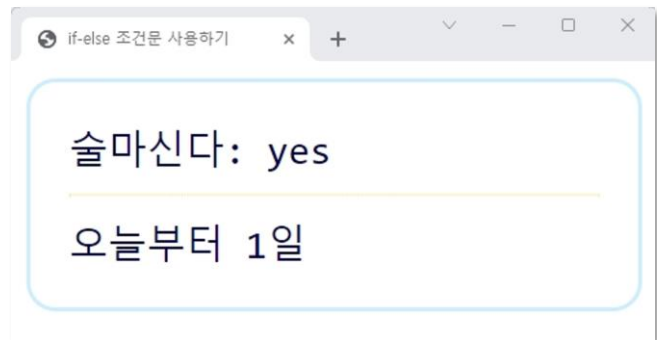 if-else 조건문 사용하기
술마신다: yes
오늘부터 1일